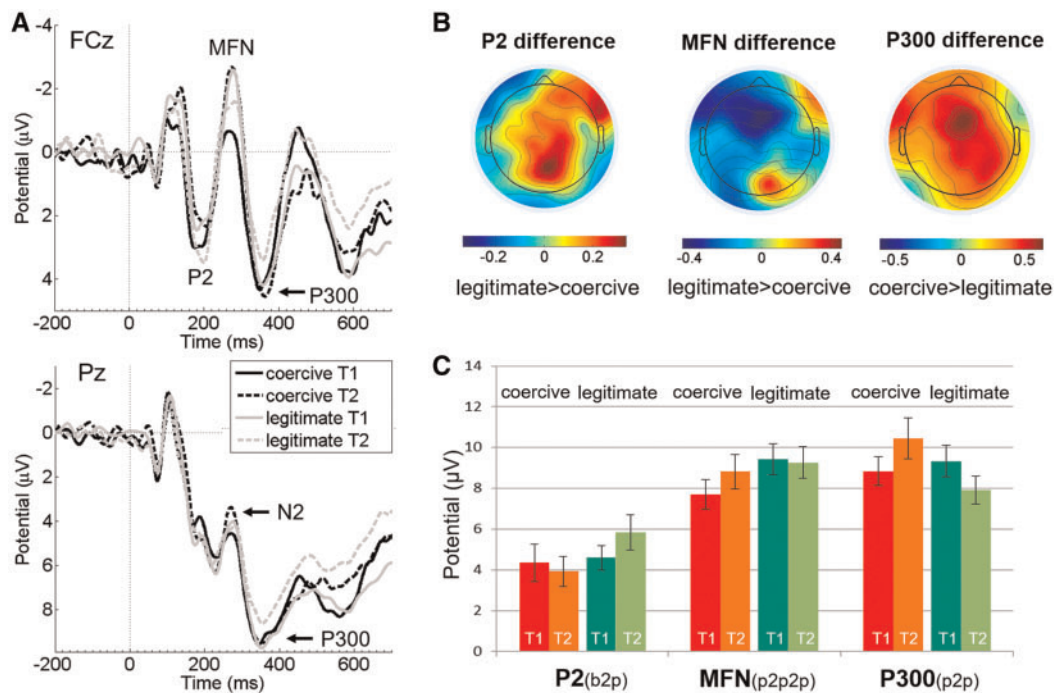 A
FCz
MFN
P2
P300
Potential (µV)
-4
-2
0
2
4
-200 0 200 400 600
Time (ms)
Pz
coercive T1
coercive T2
legitimate T1
legitimate T2
N2
P300
Potential (µV)
-2
0
2
4
6
8
-200 0 200 400 600
Time (ms)
B
P2 difference MFN difference P300 difference
-0.2 0 0.2
-0.4 0 0.4
-0.5 0 0.5
legitimate>coercive legitimate>coercive coercive>legitimate
C
coercive legitimate coercive legitimate coercive legitimate
Potential (µV)
14
12
10
8
6
4
2
0
T1 T2 T1 T2 T1 T2 T1 T2 T1 T2 T1 T2
P2(b2p) MFN(p2p2p) P300(p2p)